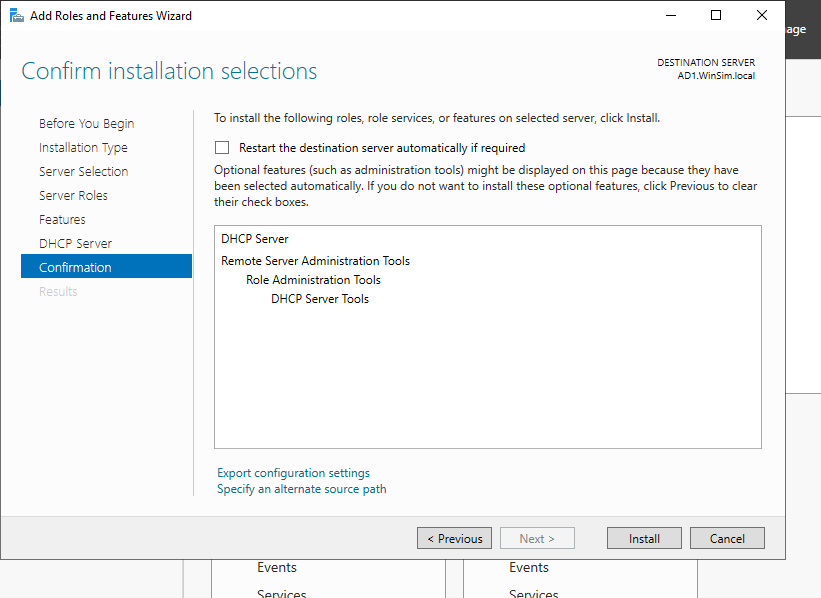 Add Roles and Features Wizard
age
Confirm installation selections
DESTINATION SERVER
AD1.WinSim.local
Before You Begin
Installation Type
Server Selection
Server Roles
Features
DHCP Server
Confirmation
Results
To install the following roles, role services, or features on selected server, click Install.
Restart the destination server automatically if required
Optional features (such as administration tools) might be displayed on this page because they have
been selected automatically. If you do not want to install these optional features, click Previous to clear
their check boxes.
DHCP Server
Remote Server Administration Tools
Role Administration Tools
DHCP Server Tools
Export configuration settings
Specify an alternate source path
< Previous
Next >
Install
Cancel
Events
Events
Services
Services